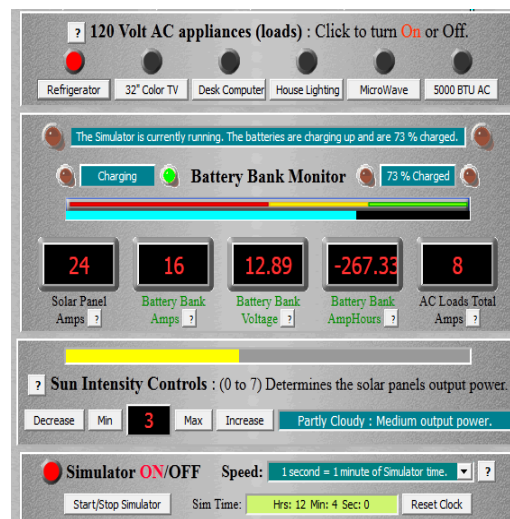 ? 120 Volt AC appliances (loads) : Click to turn On or Off.
Refrigerator 32" Color TV Desk Computer House Lighting MicroWave 5000 BTU AC
The Simulator is currently running. The batteries are charging up and are 73 % charged.
Charging Battery Bank Monitor 73 % Charged
24 16 12.89 -267.33 8
Solar Panel Battery Bank Battery Bank Battery Bank AC Loads Total
Amps ? Amps ? Voltage ? AmpHours ? Amps ?
? Sun Intensity Controls : (0 to 7) Determines the solar panels output power.
Decrease Min 3 Max Increase Partly Cloudy : Medium output power.
Simulator ON/OFF Speed: 1 second = 1 minute of Simulator time. ?
Start/Stop Simulator Sim Time: Hrs: 12 Min: 4 Sec: 0 Reset Clock